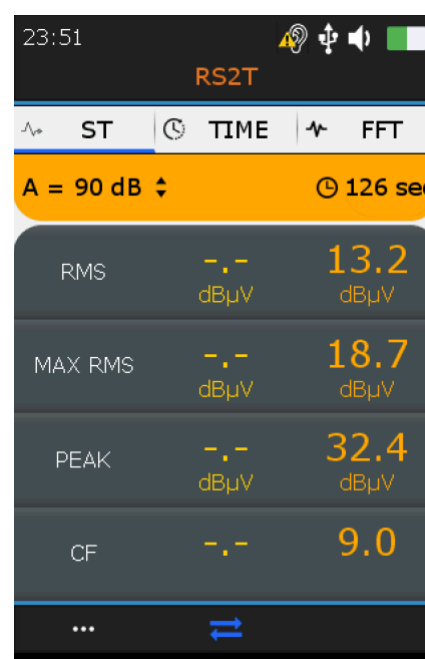 23:51
RS2T
ST TIME FFT
A = 90 dB 126 se
RMS -.- 13.2
dBµV dBµV
MAX RMS -.- 18.7
dBµV dBµV
PEAK -.- 32.4
dBµV dBµV
CF -.- 9.0
...